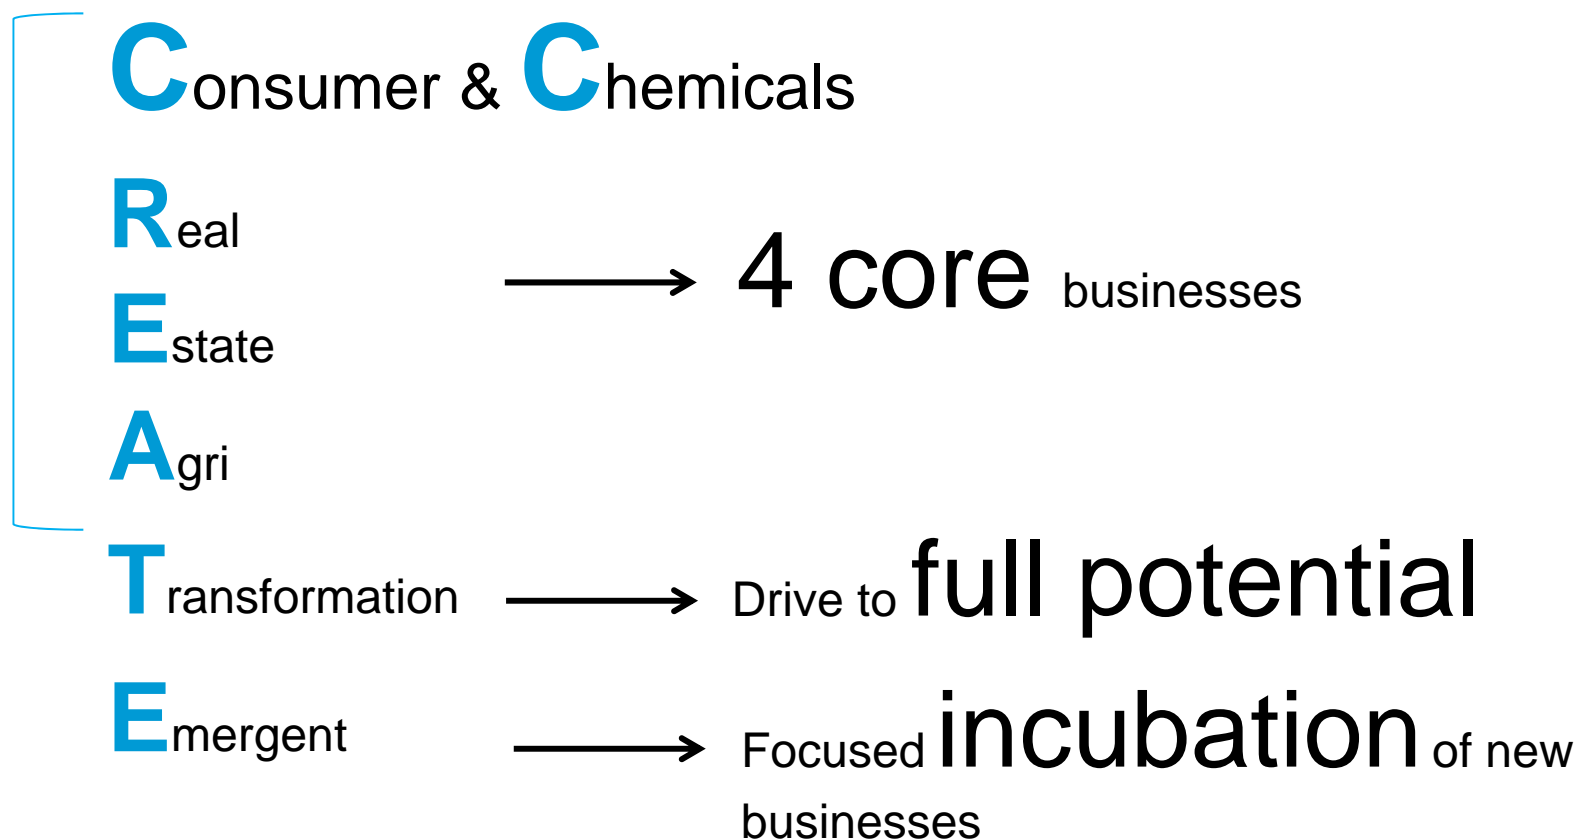 Consumer & Chemicals
Real
4 core businesses
Estate
Agri
Transformation
Drive to full potential
Emergent
Focused incubation of new
businesses